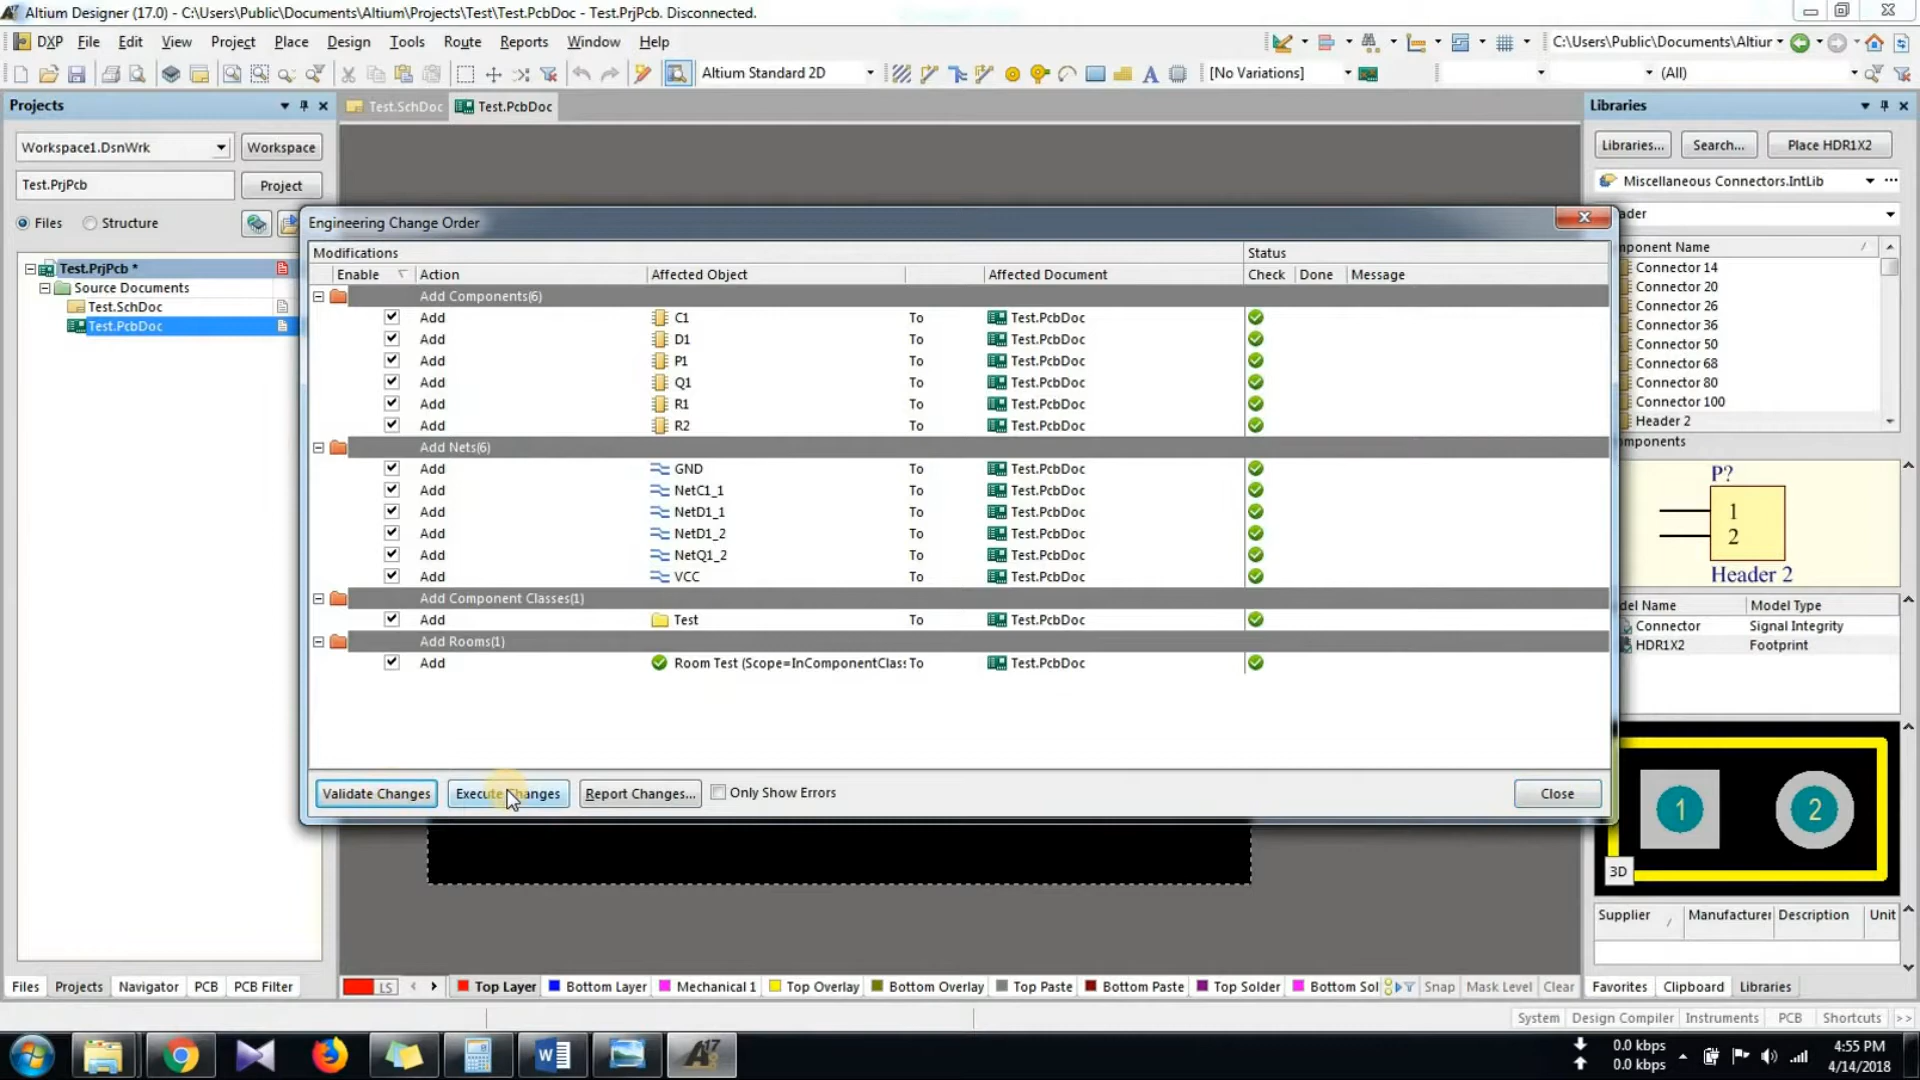 Altium Designer (17.0) - C:\Users\Public\Documents\Altium\Projects\Test\Test.PcbDoc - Test.PrjPcb. Disconnected.
DXP File Edit View Project Place Design Tools Route Reports Window Help
C:\Users\Public\Documents\Altiur
Altium Standard 2D
[No Variations]
(All)
Projects
Test.SchDoc
Test.PcbDoc
Libraries
Workspace1.DsnWrk
Workspace
Test.PrjPcb
Project
Files
Structure
Test.PrjPcb *
Source Documents
Test.SchDoc
Test.PcbDoc
Engineering Change Order
Modifications Status
Enable Action Affected Object Affected Document Check Done Message
Add Components(6)
Add C1 To Test.PcbDoc
Add D1 To Test.PcbDoc
Add P1 To Test.PcbDoc
Add Q1 To Test.PcbDoc
Add R1 To Test.PcbDoc
Add R2 To Test.PcbDoc
Add Nets(6)
Add GND To Test.PcbDoc
Add NetC1_1 To Test.PcbDoc
Add NetD1_1 To Test.PcbDoc
Add NetD1_2 To Test.PcbDoc
Add NetQ1_2 To Test.PcbDoc
Add VCC To Test.PcbDoc
Add Component Classes(1)
Add Test To Test.PcbDoc
Add Rooms(1)
Add Room Test (Scope=InComponentClas: To Test.PcbDoc
Validate Changes
Execute Changes
Report Changes...
Only Show Errors
Close
Libraries...
Search...
Place HDR1X2
Miscellaneous Connectors.IntLib
ader
mponent Name
Connector 14
Connector 20
Connector 26
Connector 36
Connector 50
Connector 68
Connector 80
Connector 100
Header 2
omponents
P?
1
2
Header 2
del Name Model Type
Connector Signal Integrity
HDR1X2 Footprint
1 2
3D
Supplier Manufacturer Description Unit
Files Projects Navigator PCB PCB Filter
LS Top Layer Bottom Layer Mechanical 1 Top Overlay Bottom Overlay Top Paste Bottom Paste Top Solder Bottom Sol Snap Mask Level Clear
Favorites Clipboard Libraries
System Design Compiler Instruments PCB Shortcuts >>
17
0.0 kbps
0.0 kbps
4:55 PM
4/14/2018